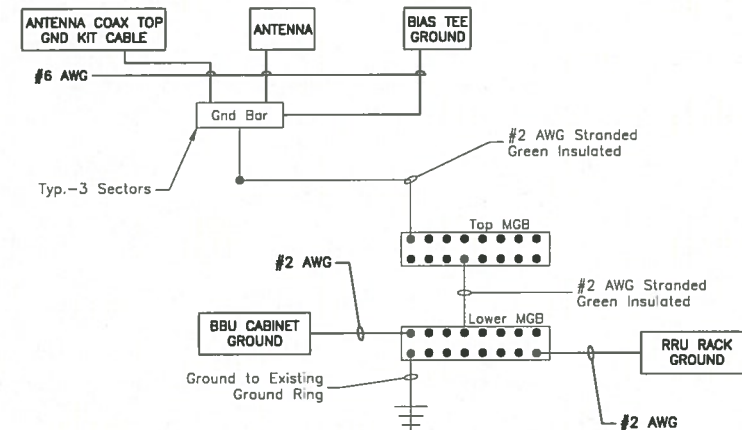 ANTENNA COAX TOP
GND KIT CABLE
ANTENNA
BIAS TEE
GROUND
#6 AWG
Gnd Bar
#2 AWG Stranded
Green Insulated
Typ.-3 Sectors
Top MGB
#2 AWG
#2 AWG Stranded
Green Insulated
BBU CABINET
GROUND
Lower MGB
RRU RACK
GROUND
Ground to Existing
Ground Ring
#2 AWG